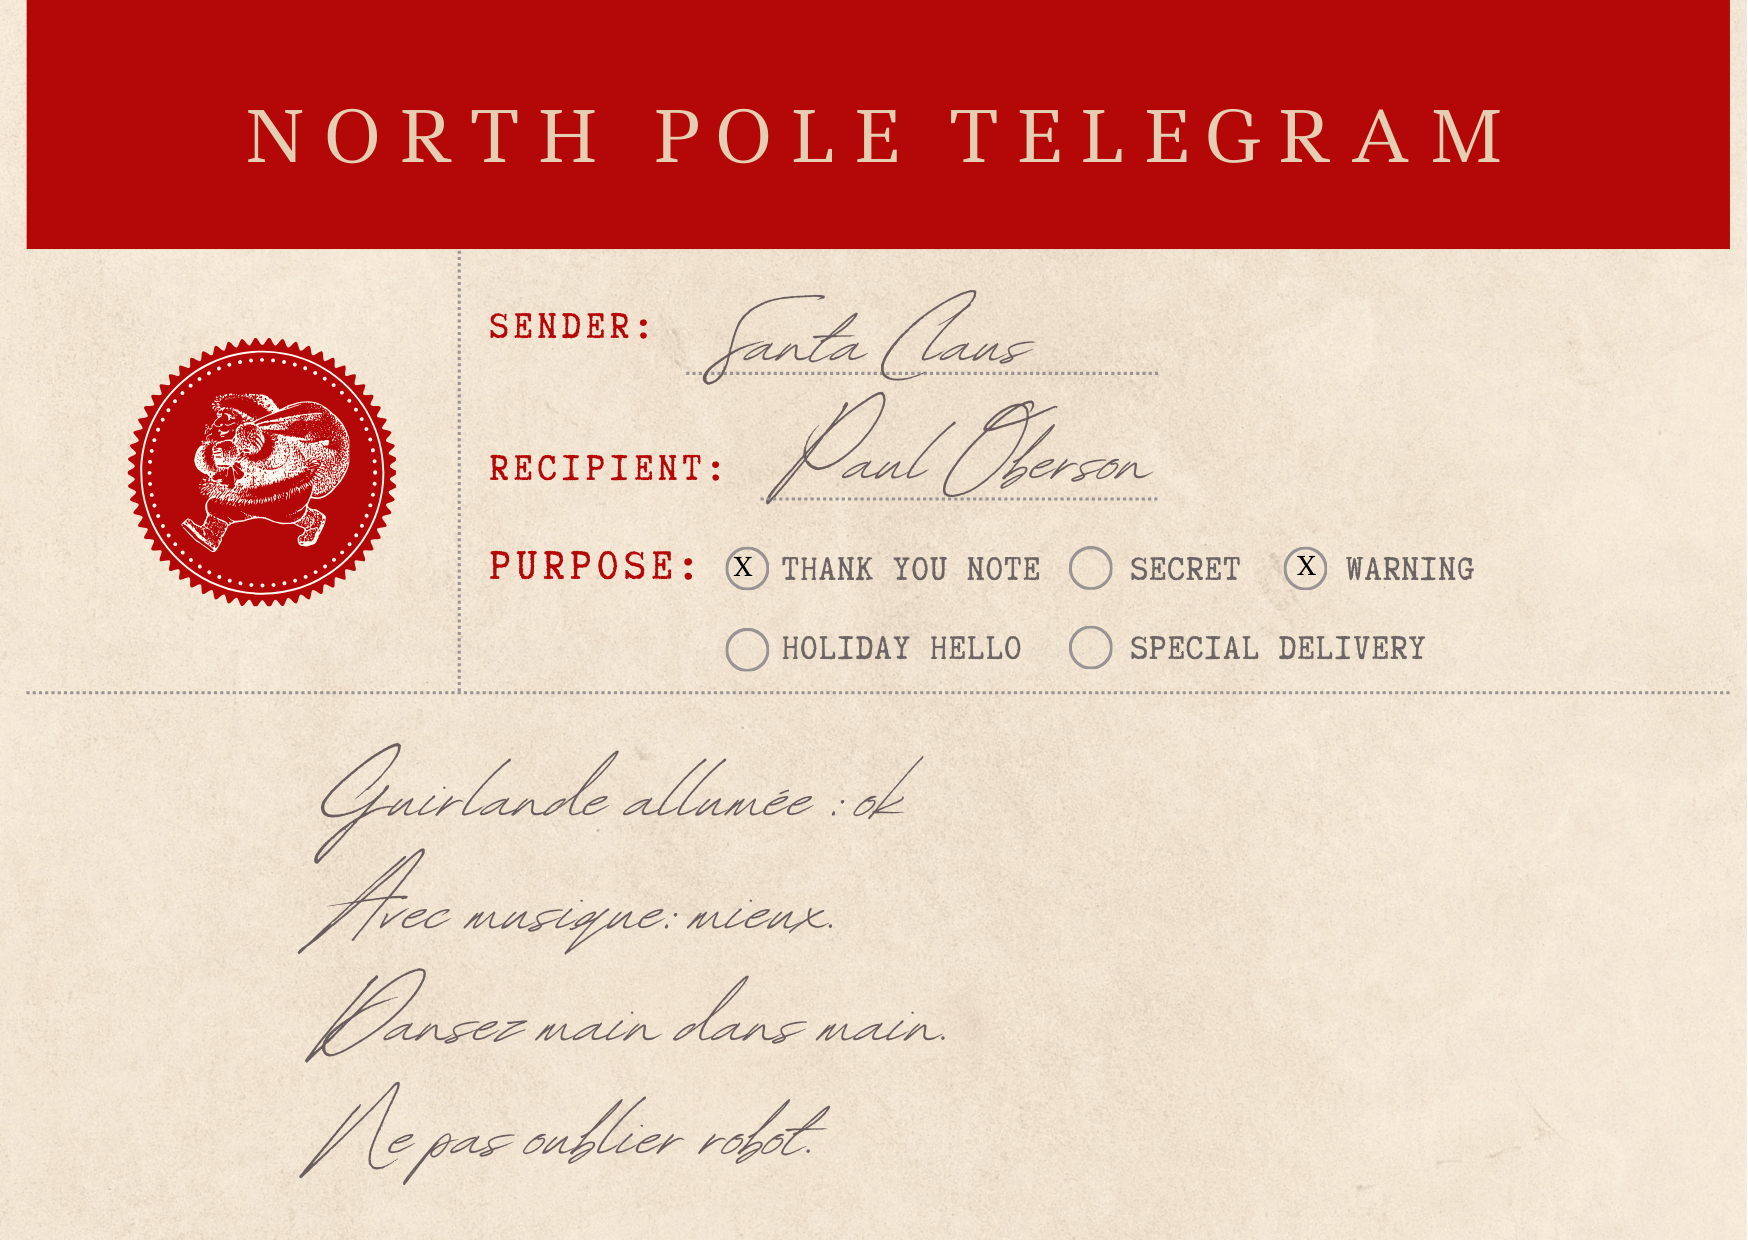 NORTH POLE TELEGRAM
SENDER: Santa Claus
RECIPIENT: Paul Oberson
PURPOSE: X THANK YOU NOTE SECRET X WARNING
HOLIDAY HELLO SPECIAL DELIVERY
Guirlande allumée : ok
Avec musique: mieux.
Dansez main dans main.
Ne pas oublier robot.